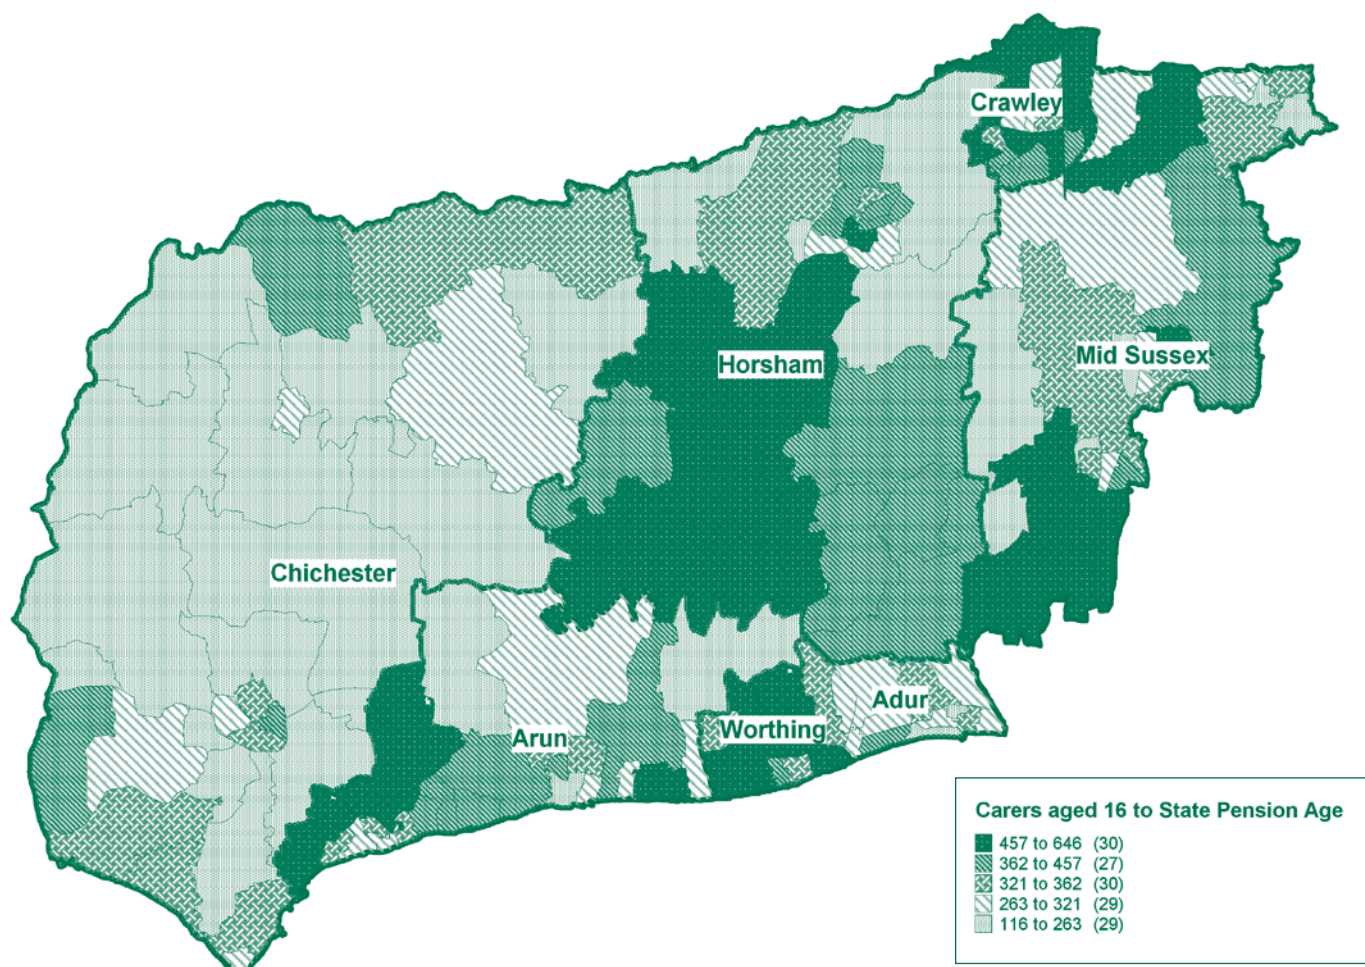 Crawley
Horsham
Mid Sussex
Chichester
Adur
Worthing
Arun
Carers aged 16 to State Pension Age
457 to 646 (30)
362 to 457 (27)
321 to 362 (30)
263 to 321 (29)
116 to 263 (29)